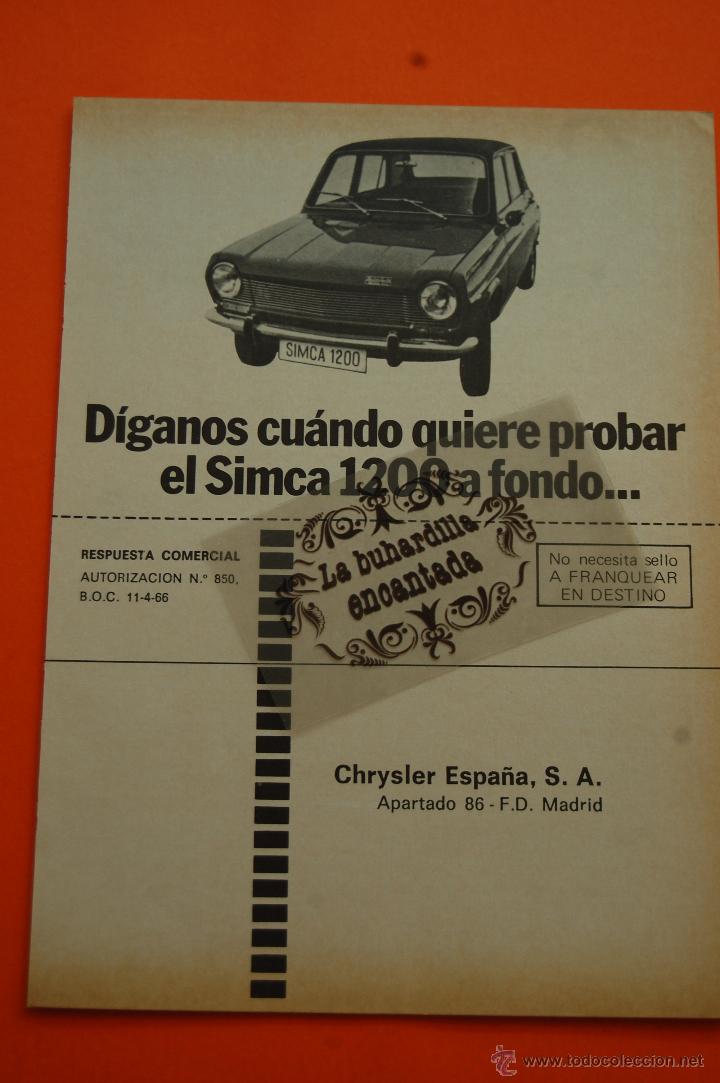 SIMCA 1200
Díganos cuándo quiere probar
el Simca 1200 a fondo...
RESPUESTA COMERCIAL
AUTORIZACION N.º 850,
B.O.C. 11-4-66
La buhardilla
encantada
No necesita sello
A FRANQUEAR
EN DESTINO
Chrysler España, S. A.
Apartado 86 - F.D. Madrid
© www.todocoleccion.net